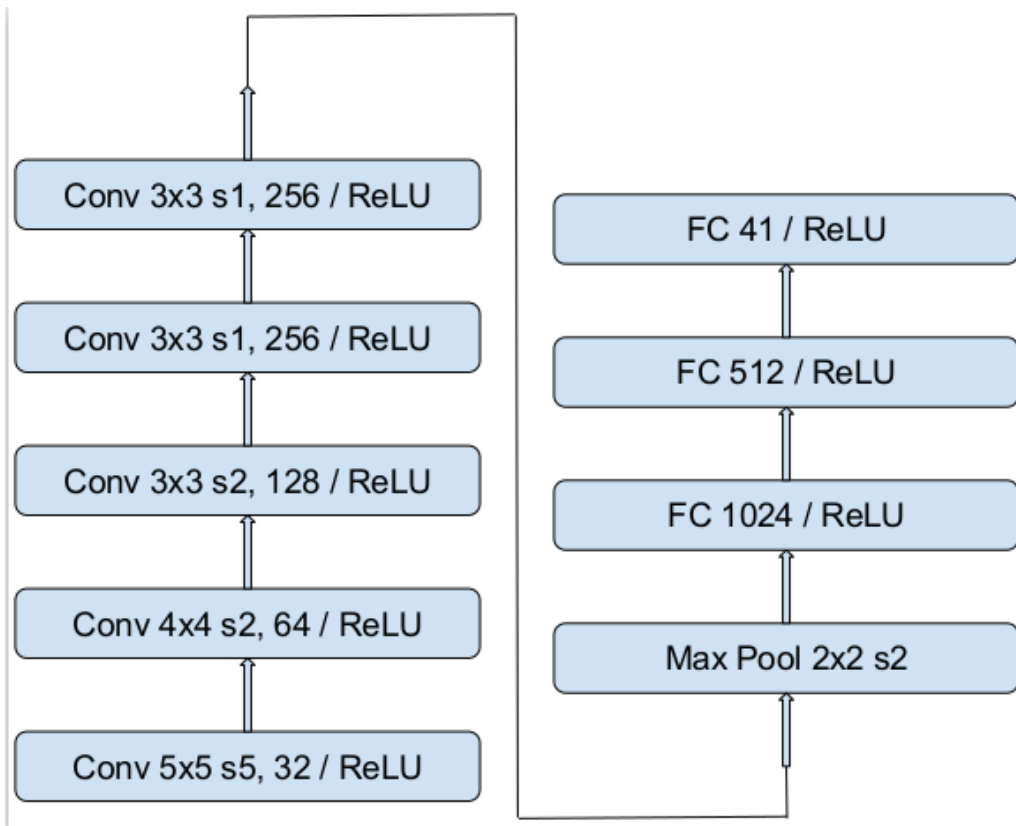 Conv 3x3 s1, 256 / ReLU
Conv 3x3 s1, 256 / ReLU
Conv 3x3 s2, 128 / ReLU
Conv 4x4 s2, 64 / ReLU
Conv 5x5 s5, 32 / ReLU
FC 41 / ReLU
FC 512 / ReLU
FC 1024 / ReLU
Max Pool 2x2 s2